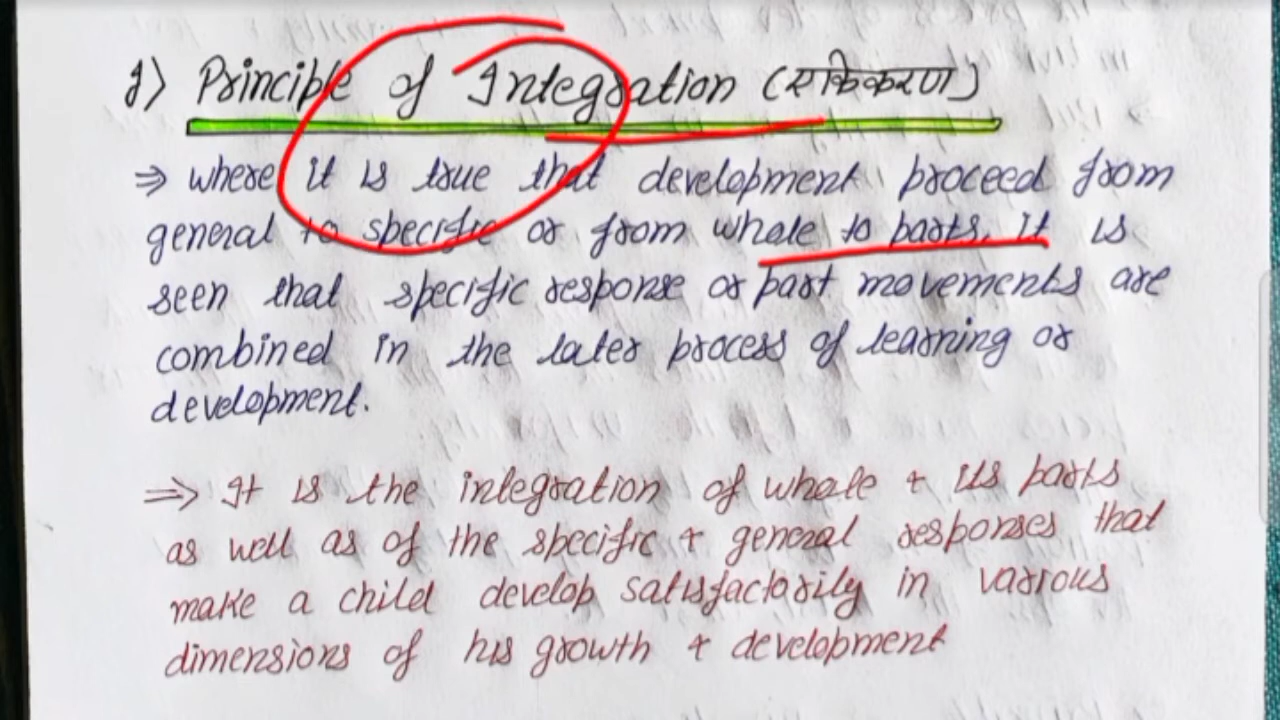 g) Principle of Integration (एकिकरण)
⇒ where it is true that development proceed from
general to specific or from whole to parts. It is
seen that specific response or part movements are
combined in the later process of learning or
development.
⇒ It is the integration of whole + its parts
as well as of the specific + general responses that
make a child develop satisfactorily in various
dimensions of his growth + development